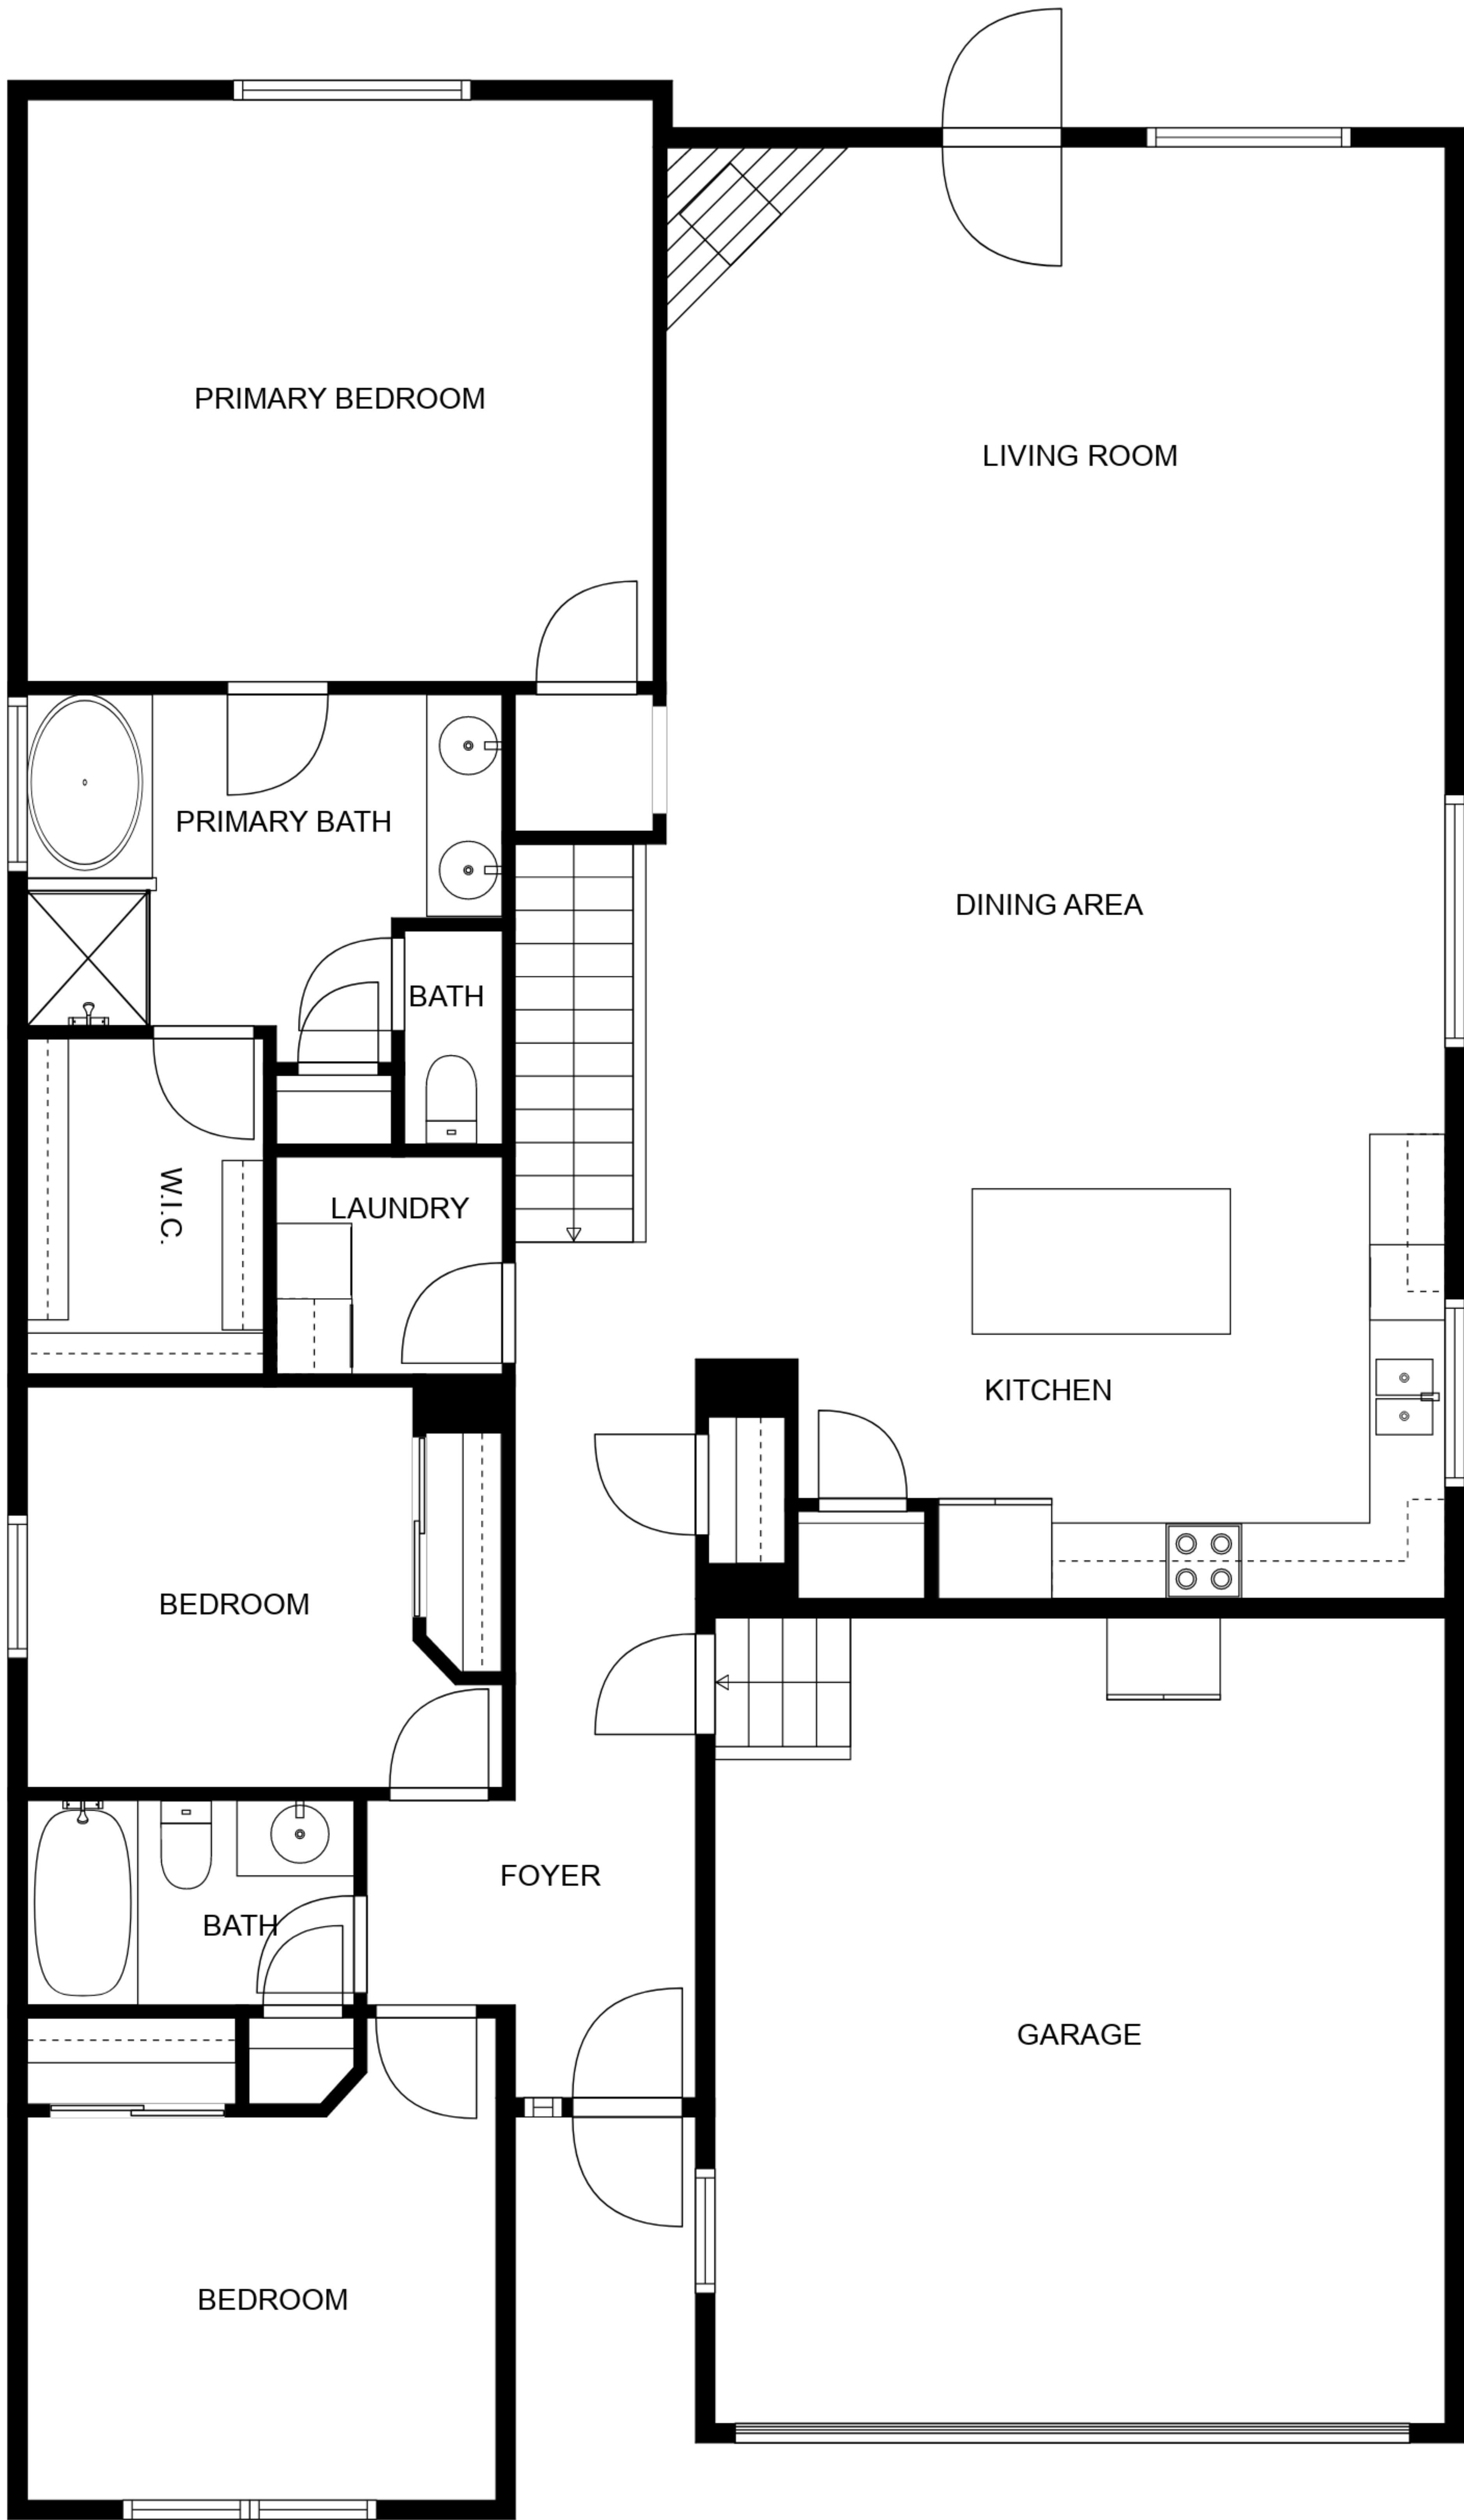 PRIMARY BEDROOM
LIVING ROOM
PRIMARY BATH
DINING AREA
BATH
W.I.C.
LAUNDRY
KITCHEN
BEDROOM
FOYER
BATH
GARAGE
BEDROOM